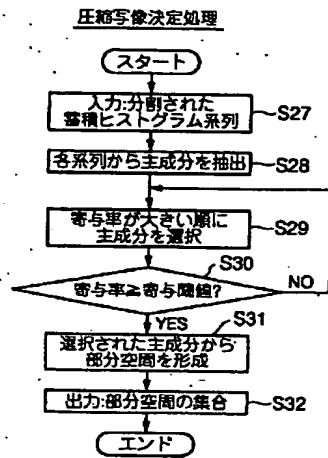 圧縮写像決定処理
スタート
入力:分割された
蓄積ヒストグラム系列
S27
各系列から主成分を抽出
S28
寄与率が大きい順に
主成分を選択
S29
S30
寄与率≧寄与閾値?
NO
YES
S31
選択された主成分から
部分空間を形成
出力:部分空間の集合
S32
エンド